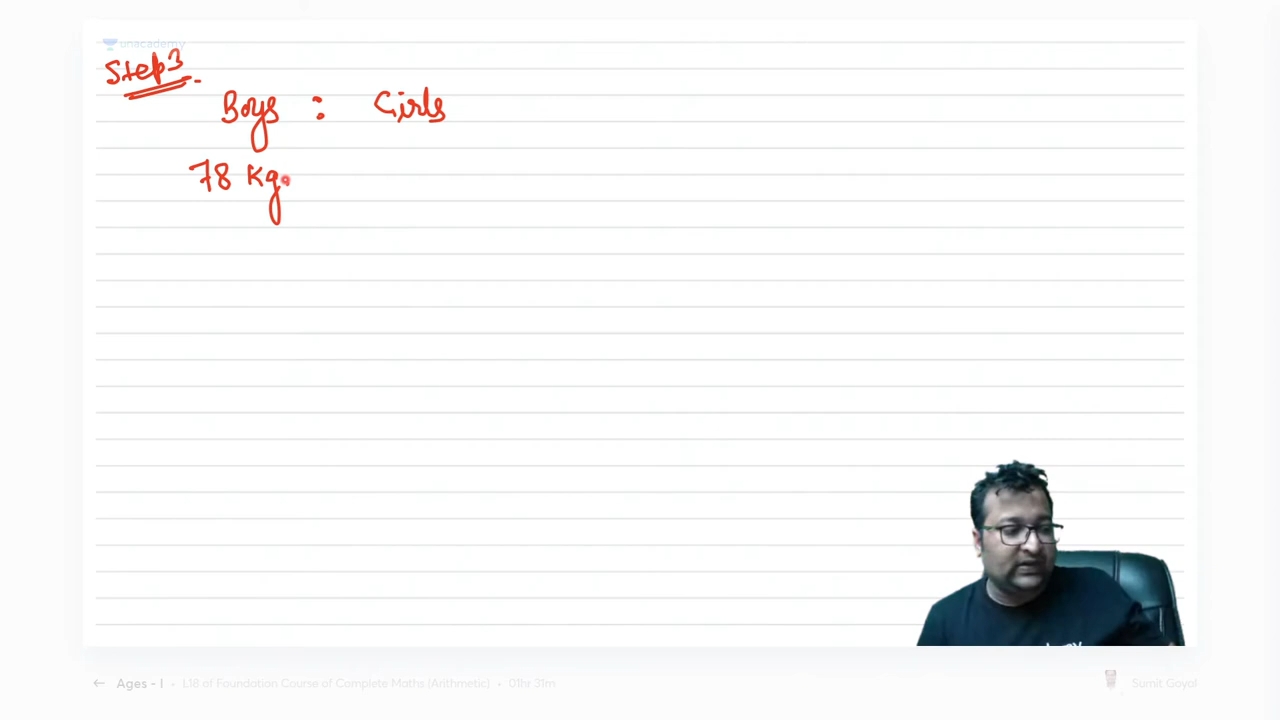 unacademy
Step 3.
Boys : Girls
78 Kg
← Ages - I • L18 of Foundation Course of Complete Maths (Arithmetic) • 01hr 31m
Sumit Goyal